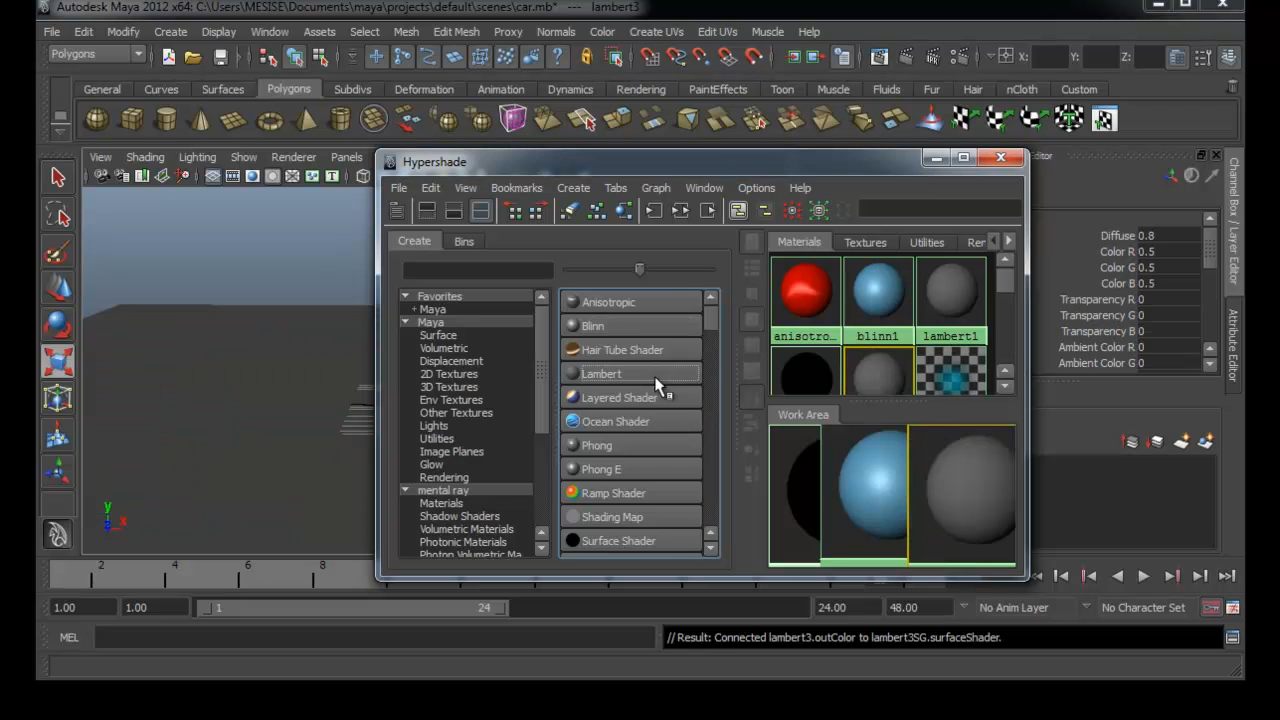 Autodesk Maya 2012 x64: C:\Users\MESISE\Documents\maya\projects\default\scenes\car.mb* --- lambert3
File Edit Modify Create Display Window Assets Select Mesh Edit Mesh Proxy Normals Color Create UVs Edit UVs Muscle Help
Polygons X: Y: Z:
General Curves Surfaces Polygons Subdivs Deformation Animation Dynamics Rendering PaintEffects Toon Muscle Fluids Fur Hair nCloth Custom
View Shading Lighting Show Renderer Panels
Hypershade
File Edit View Bookmarks Create Tabs Graph Window Options Help
Create Bins
Favorites
+ Maya
Maya
Surface
Volumetric
Displacement
2D Textures
3D Textures
Env Textures
Other Textures
Lights
Utilities
Image Planes
Glow
Rendering
mental ray
Materials
Shadow Shaders
Volumetric Materials
Photonic Materials
Photon Volumetric Ma
Anisotropic
Blinn
Hair Tube Shader
Lambert
Layered Shader
Ocean Shader
Phong
Phong E
Ramp Shader
Shading Map
Surface Shader
Materials Textures Utilities Rer
anisotro... blinn1 lambert1
Work Area
Editor
Diffuse 0.8
Color R 0.5
Color G 0.5
Color B 0.5
Transparency R 0
Transparency G 0
Transparency B 0
Ambient Color R 0
Ambient Color G 0
Channel Box / Layer Editor
Attribute Editor
y
x
z
2 4 6 8
1.00 1.00 1 24 24.00 48.00 No Anim Layer No Character Set
MEL // Result: Connected lambert3.outColor to lambert3SG.surfaceShader.